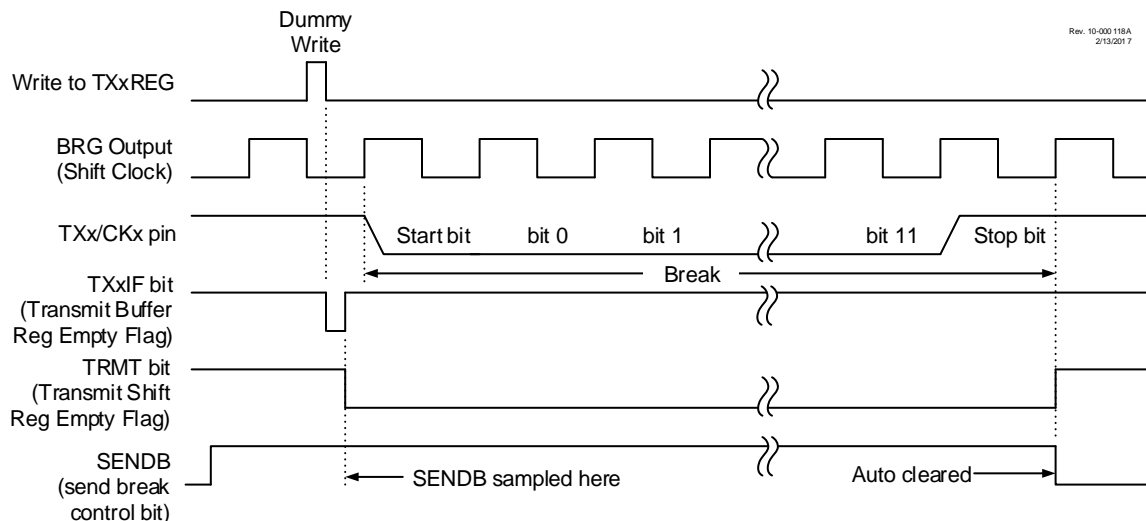 Dummy
Write
Rev. 10-000118A
2/13/2017
Write to TXxREG
BRG Output
(Shift Clock)
TXx/CKx pin
Start bit
bit 0
bit 1
bit 11
Stop bit
Break
TXxIF bit
(Transmit Buffer
Reg Empty Flag)
TRMT bit
(Transmit Shift
Reg Empty Flag)
SENDB
(send break
control bit)
SENDB sampled here
Auto cleared